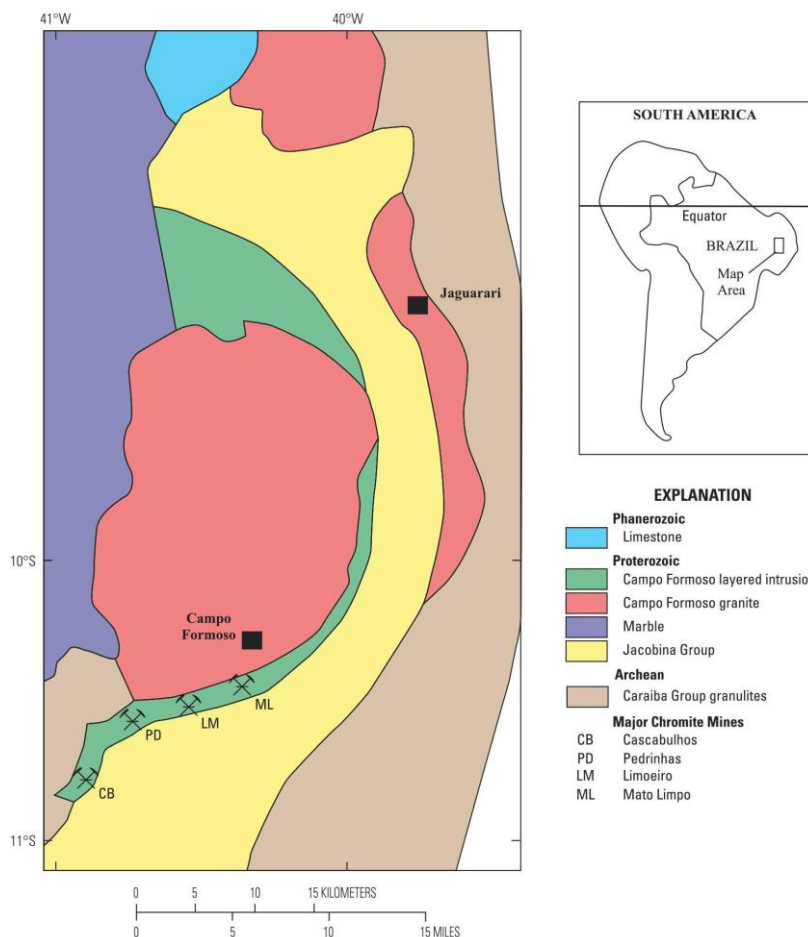 41°W
40°W
Jaguarari
10°S
Campo
Formoso
ML
LM
PD
CB
11°S
0 5 10 15 KILOMETERS
0 5 10 15 MILES
SOUTH AMERICA
Equator
BRAZIL
Map
Area
EXPLANATION
Phanerozoic
Limestone
Proterozoic
Campo Formoso layered intrusio
Campo Formoso granite
Marble
Jacobina Group
Archean
Caraiba Group granulites
Major Chromite Mines
CB Cascabulhos
PD Pedrinhas
LM Limoeiro
ML Mato Limpo